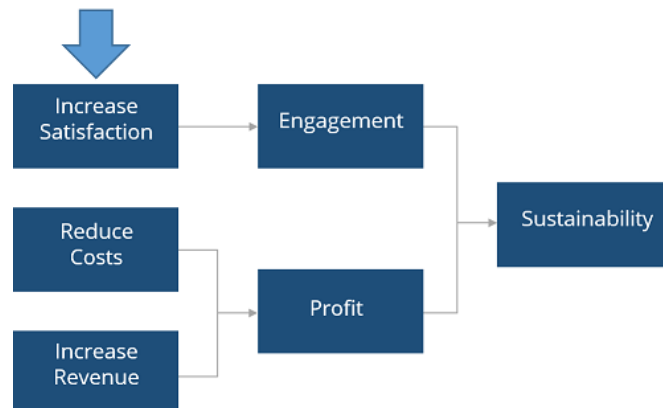 Increase
Satisfaction
Engagement
Sustainability
Reduce
Costs
Profit
Increase
Revenue